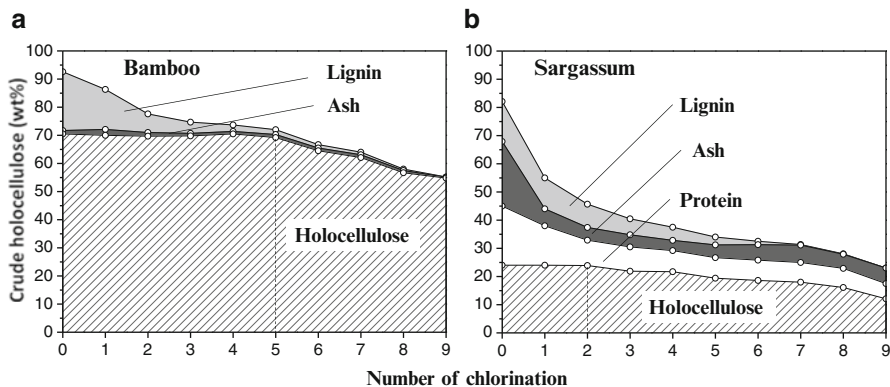 a
Bamboo
Lignin
Ash
Holocellulose
Crude holocellulose (wt%)
100
90
80
70
60
50
40
30
20
10
0
0 1 2 3 4 5 6 7 8 9
b
Sargassum
Lignin
Ash
Protein
Holocellulose
100
90
80
70
60
50
40
30
20
10
0
0 1 2 3 4 5 6 7 8 9
Number of chlorination